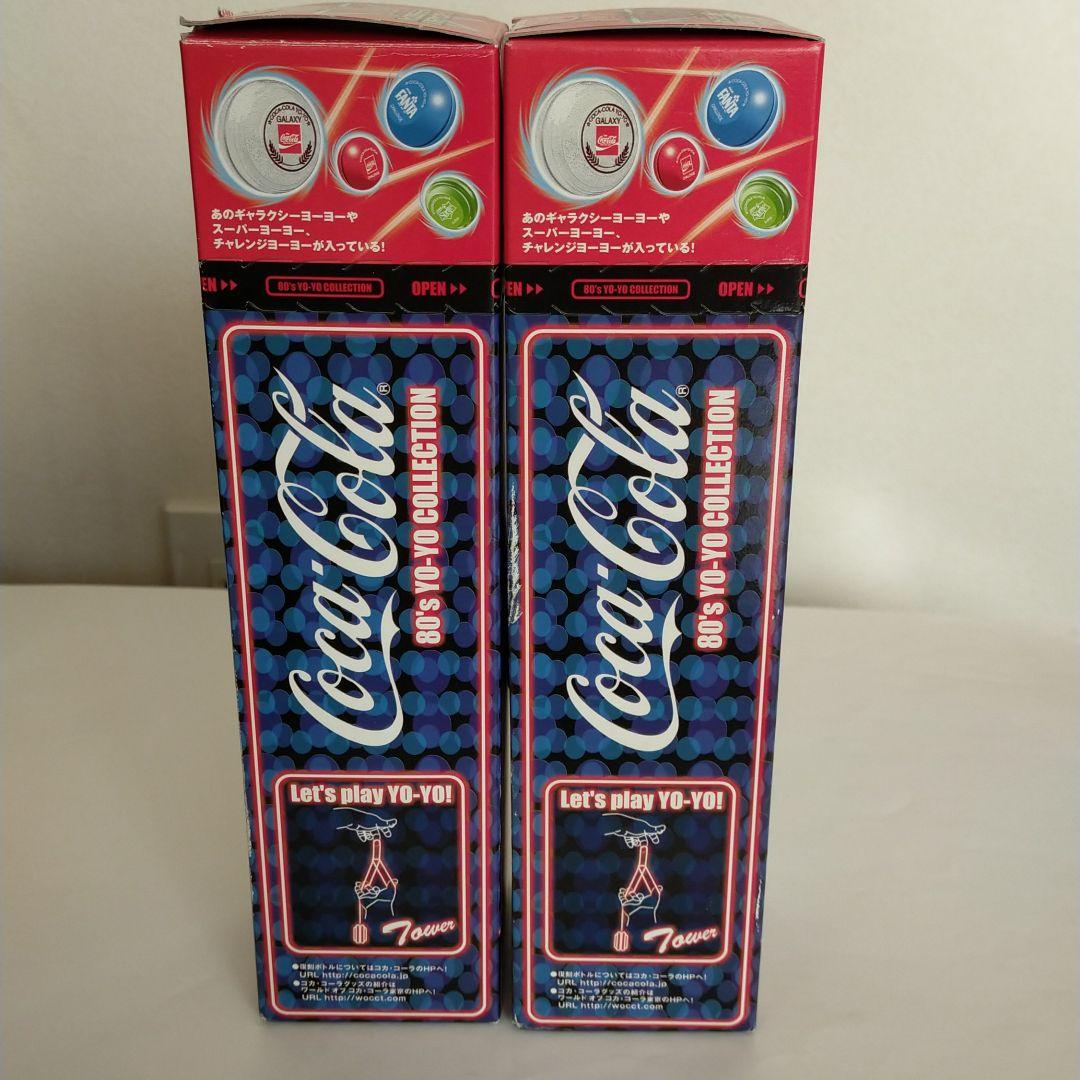 COCA-COLA YO-YO
GALAXY
Coca-Cola
FANTA
あのギャラクシーヨーヨーや
スーパーヨーヨー、
チャレンジヨーヨーが入っている!
EN
80's YO-YO COLLECTION
OPEN
Coca-Cola®
80's YO-YO COLLECTION
Let's play YO-YO!
Tower
●復刻ボトルについてはコカ・コーラのHPへ!
URL http://cocacola.jp
●コカ・コーラグッズの紹介は
ワールドオブコカ・コーラ東京のHPへ!
URL http://wocct.com
COCA-COLA YO-YO
GALAXY
Coca-Cola
FANTA
あのギャラクシーヨーヨーや
スーパーヨーヨー、
チャレンジヨーヨーが入っている!
EN
80's YO-YO COLLECTION
OPEN
Coca-Cola®
80's YO-YO COLLECTION
Let's play YO-YO!
Tower
●復刻ボトルについてはコカ・コーラのHPへ!
URL http://cocacola.jp
●コカ・コーラグッズの紹介は
ワールドオブコカ・コーラ東京のHPへ!
URL http://wocct.com